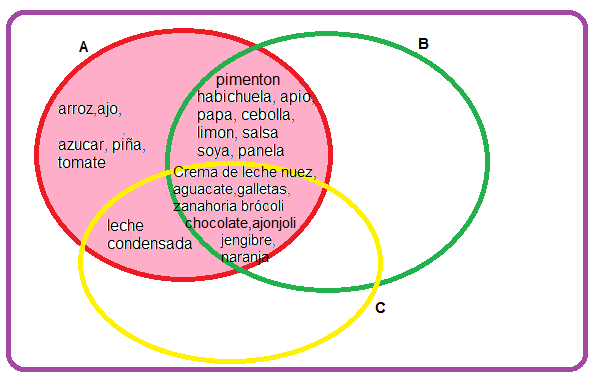 A
B
pimenton
habichuela, apio,
papa, cebolla,
limon, salsa
soya, panela
arroz,ajo,
azucar, piña,
tomate
Crema de leche nuez,
aguacate,galletas,
zanahoria brócoli
chocolate,ajonjoli
jengibre,
naranja
leche
condensada
C